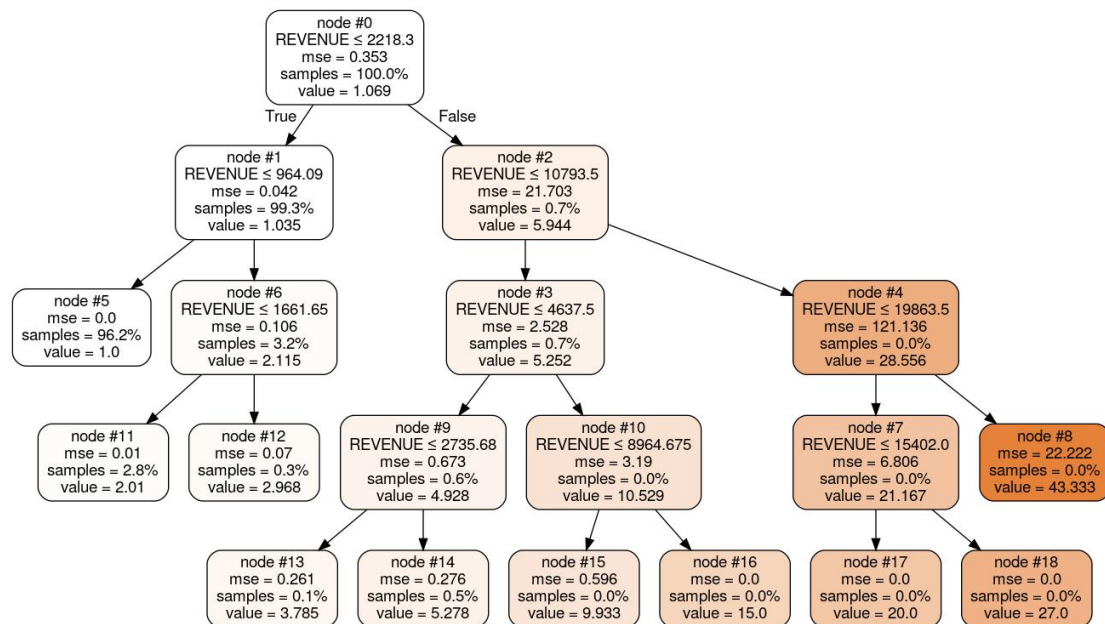 node #0
REVENUE ≤ 2218.3
mse = 0.353
samples = 100.0%
value = 1.069
True
False
node #1
REVENUE ≤ 964.09
mse = 0.042
samples = 99.3%
value = 1.035
node #2
REVENUE ≤ 10793.5
mse = 21.703
samples = 0.7%
value = 5.944
node #5
mse = 0.0
samples = 96.2%
value = 1.0
node #6
REVENUE ≤ 1661.65
mse = 0.106
samples = 3.2%
value = 2.115
node #3
REVENUE ≤ 4637.5
mse = 2.528
samples = 0.7%
value = 5.252
node #4
REVENUE ≤ 19863.5
mse = 121.136
samples = 0.0%
value = 28.556
node #11
mse = 0.01
samples = 2.8%
value = 2.01
node #12
mse = 0.07
samples = 0.3%
value = 2.968
node #9
REVENUE ≤ 2735.68
mse = 0.673
samples = 0.6%
value = 4.928
node #10
REVENUE ≤ 8964.675
mse = 3.19
samples = 0.0%
value = 10.529
node #7
REVENUE ≤ 15402.0
mse = 6.806
samples = 0.0%
value = 21.167
node #8
mse = 22.222
samples = 0.0%
value = 43.333
node #13
mse = 0.261
samples = 0.1%
value = 3.785
node #14
mse = 0.276
samples = 0.5%
value = 5.278
node #15
mse = 0.596
samples = 0.0%
value = 9.933
node #16
mse = 0.0
samples = 0.0%
value = 15.0
node #17
mse = 0.0
samples = 0.0%
value = 20.0
node #18
mse = 0.0
samples = 0.0%
value = 27.0